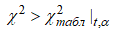 χ² > χ²табл |t,α